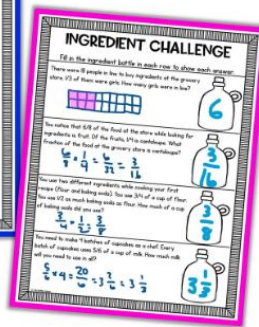 INGREDIENT CHALLENGE
Fill in the ingredient bottle in each row to show each answer.
There were 18 people in line to buy ingredients at the grocery
store. 1/3 of them were girls. How many girls were in line?
6
You notice that 6/8 of the food at the store while looking for
ingredients is fruit. Of the fruits, 1/4 is cantaloupe. What
fraction of the food at the grocery store is cantaloupe?
6/8 • 1/4 = 6/32 = 3/16
3/16
You use two different ingredients while cooking your first
recipe (flour and baking soda). You use 3/4 of a cup of flour.
You use 1/2 as much baking soda as flour. How much of a cup
of baking soda did you use?
3/4 • 1/2 = 3/8
3/8
You need to make 4 batches of cupcakes as a chef. Every
batch of cupcakes uses 5/6 of a cup of milk. How much milk
will you need to use in all?
5/6 × 4 = 20/6 = 3 2/6 = 3 1/3
3 1/3